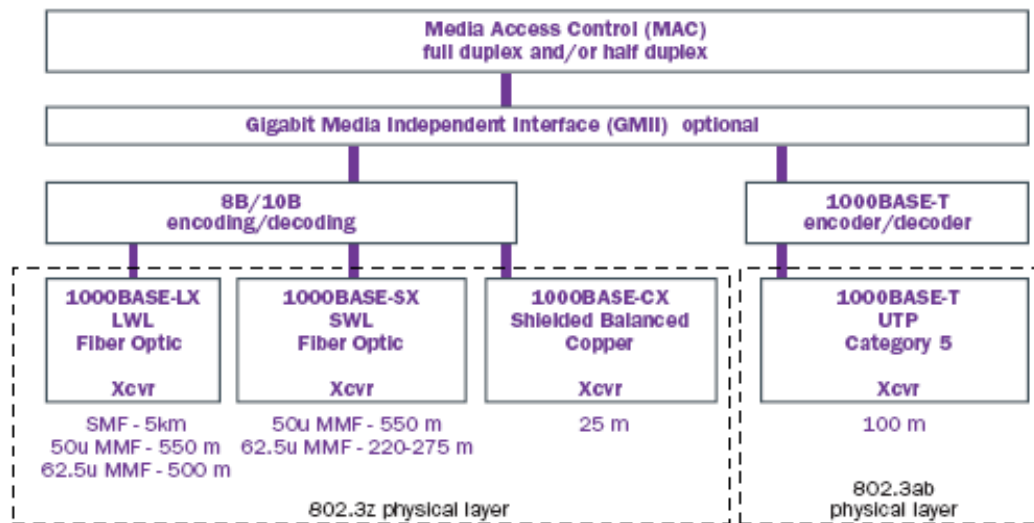 Media Access Control (MAC)
full duplex and/or half duplex
Gigabit Media Independent Interface (GMII) optional
8B/10B
encoding/decoding
1000BASE-T
encoder/decoder
1000BASE-LX
LWL
Fiber Optic
Xcvr
1000BASE-SX
SWL
Fiber Optic
Xcvr
1000BASE-CX
Shielded Balanced
Copper
Xcvr
1000BASE-T
UTP
Category 5
Xcvr
SMF - 5km
50u MMF - 550 m
62.5u MMF - 500 m
50u MMF - 550 m
62.5u MMF - 220-275 m
25 m
100 m
802.3z physical layer
802.3ab
physical layer